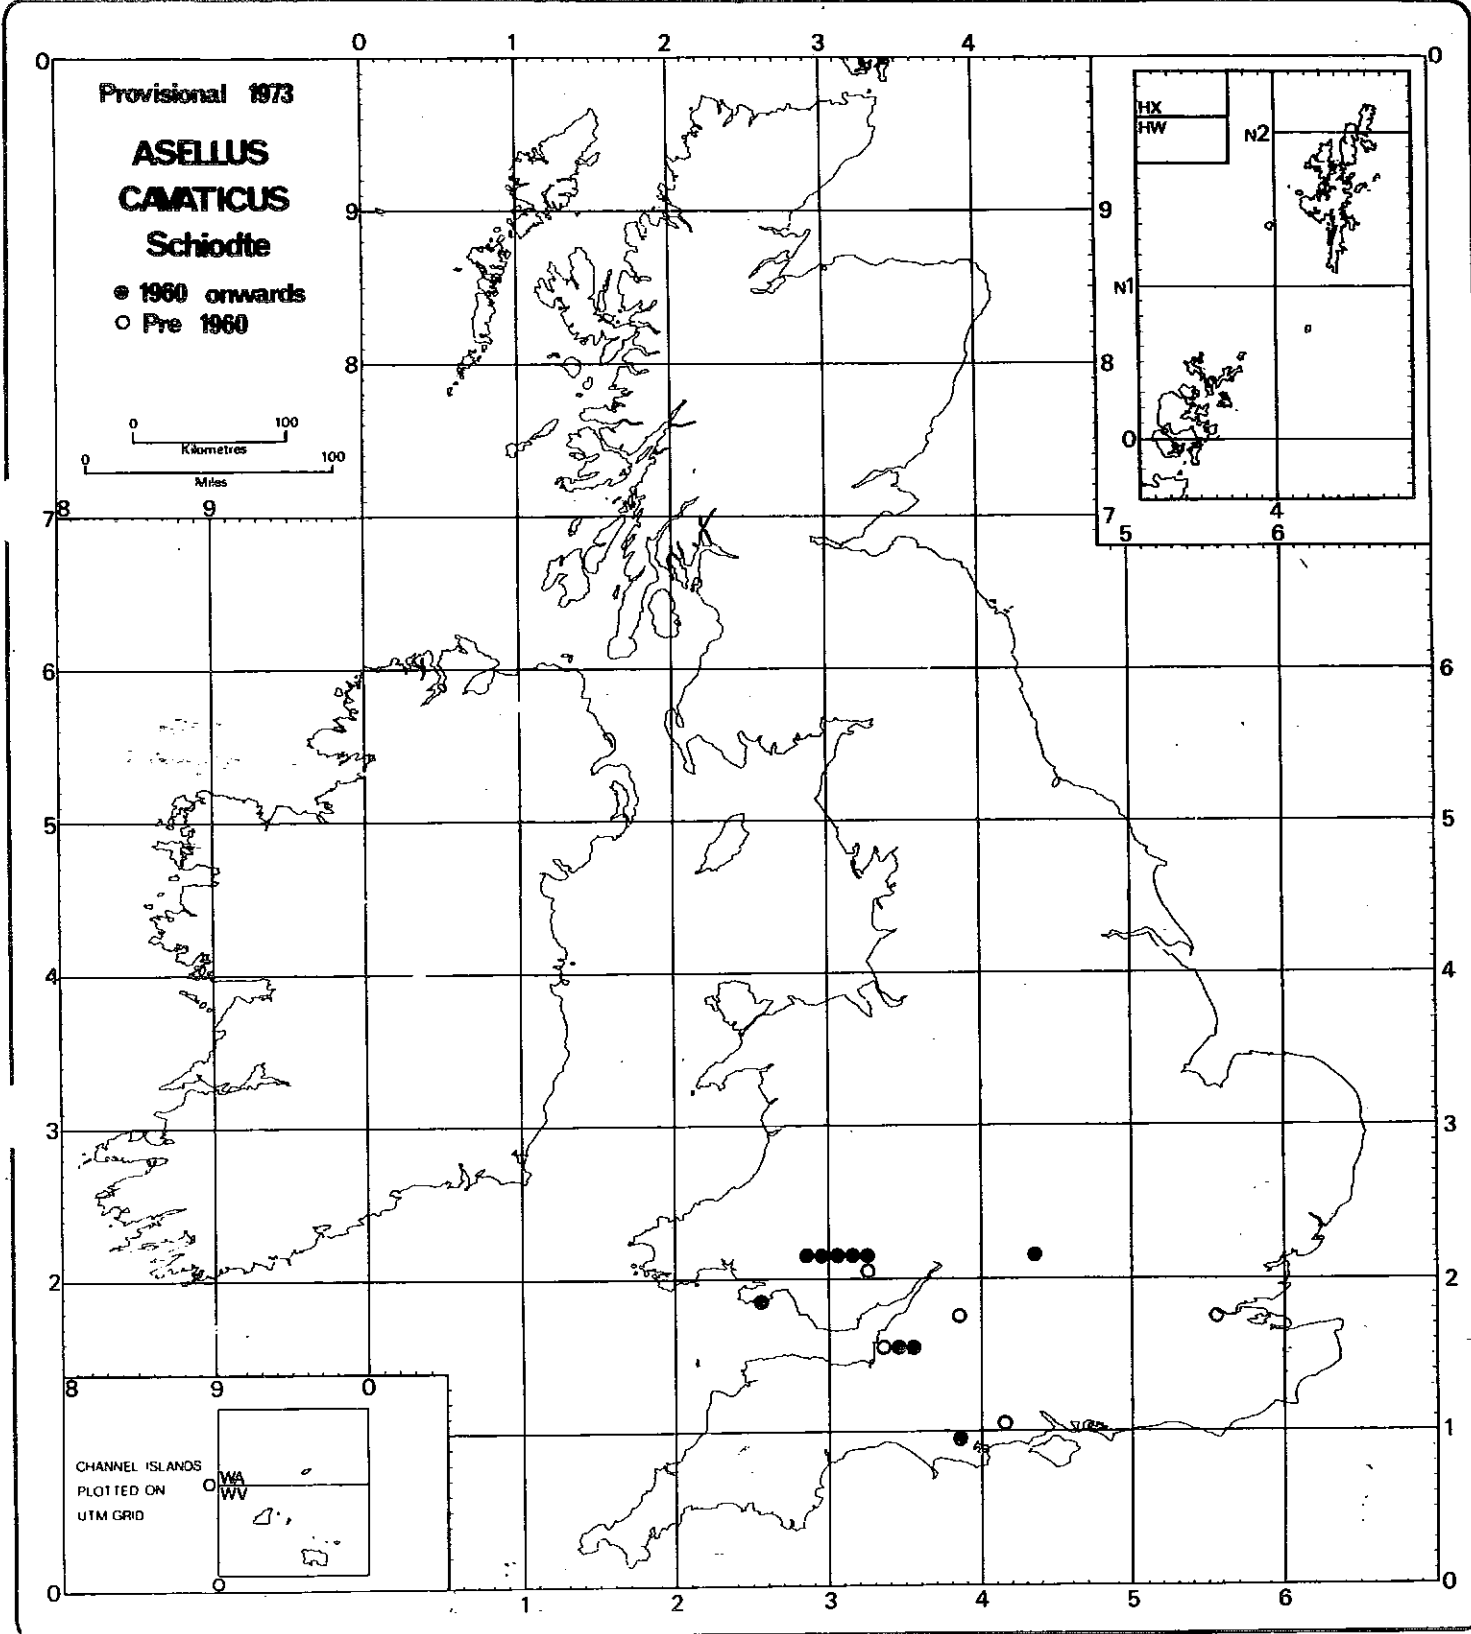 0 1 2 3 4
0 0
Provisional 1973
ASELLUS
CAVATICUS
Schiodte
● 1960 onwards
○ Pre 1960
0 100
Kilometres
0 100
Miles
HX
HW
N2
N1
0
4
9 9
8 8
8 9
7 7
5 6
6 6
5 5
4 4
3 3
2 2
1
8 9 0
CHANNEL ISLANDS
PLOTTED ON
UTM GRID
0
WA
WV
0
0 0
1 2 3 4 5 6